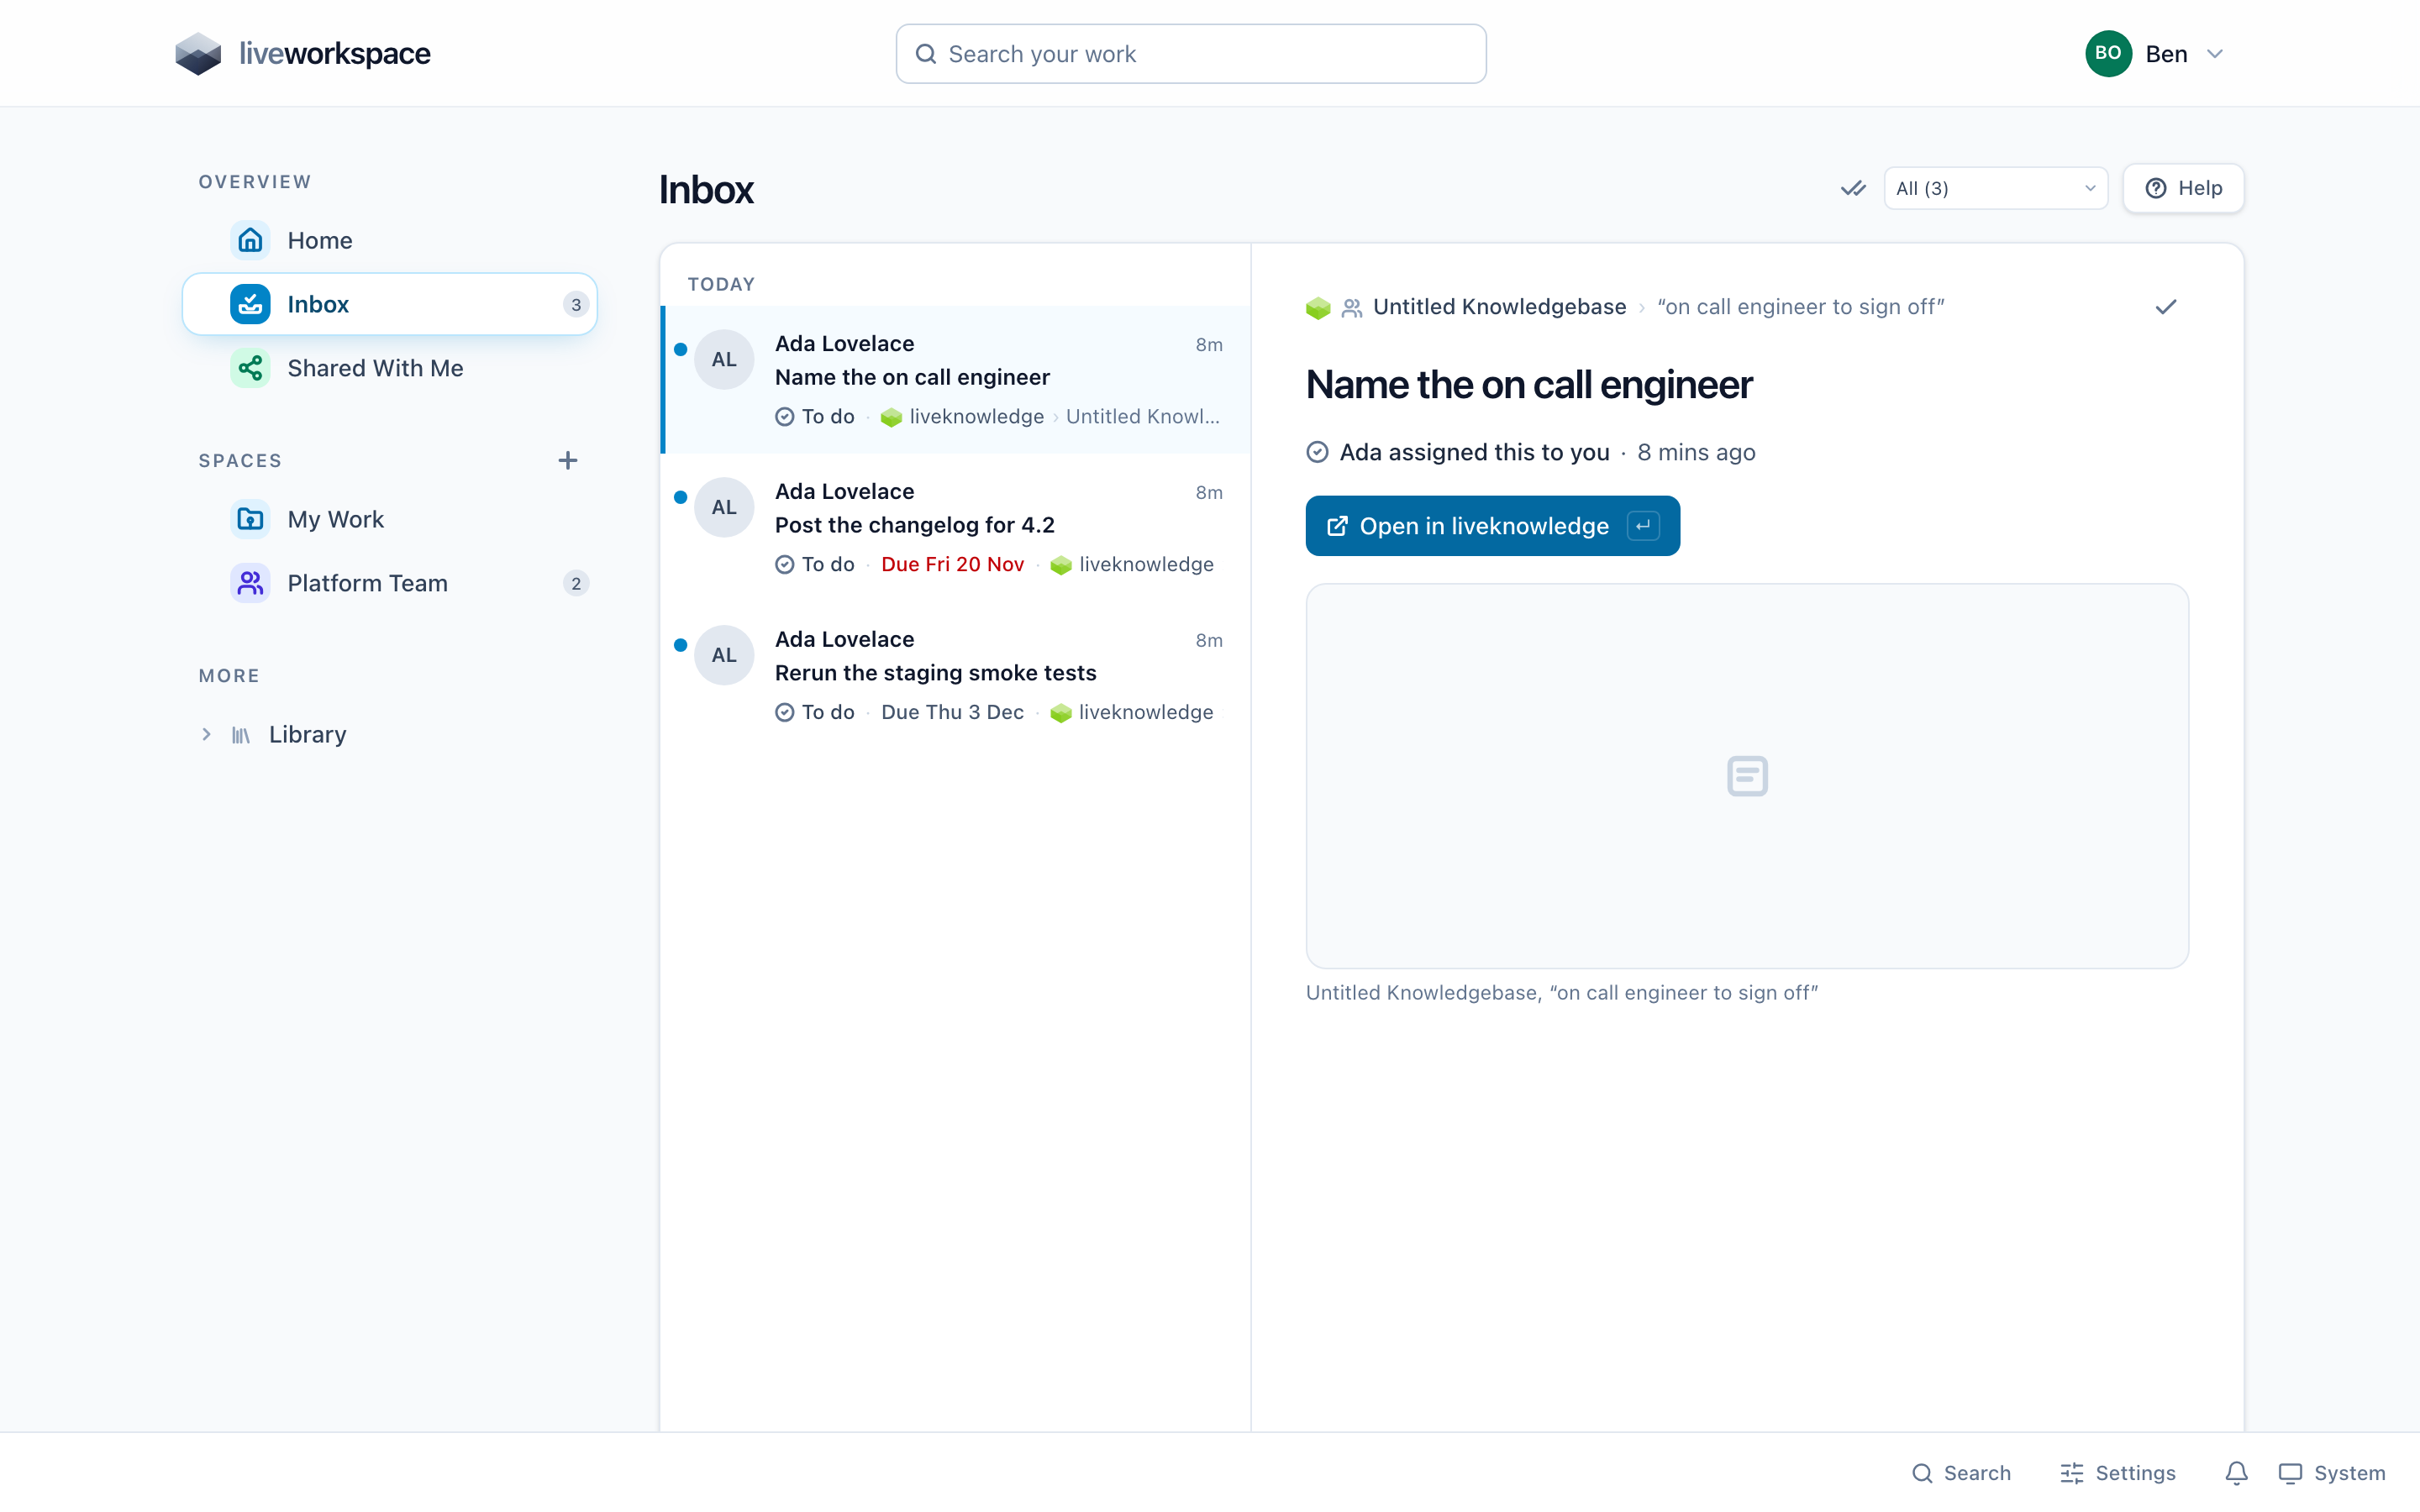 liveworkspace
Search your work
BO
Ben
OVERVIEW
Home
Inbox
3
Shared With Me
SPACES
My Work
Platform Team
2
MORE
Library
Inbox
All (3)
Help
TODAY
AL
Ada Lovelace
8m
Name the on call engineer
To do · liveknowledge › Untitled Knowl...
AL
Ada Lovelace
8m
Post the changelog for 4.2
To do · Due Fri 20 Nov · liveknowledge
AL
Ada Lovelace
8m
Rerun the staging smoke tests
To do · Due Thu 3 Dec · liveknowledge
Untitled Knowledgebase › “on call engineer to sign off”
Name the on call engineer
Ada assigned this to you · 8 mins ago
Open in liveknowledge
Untitled Knowledgebase, “on call engineer to sign off”
Search
Settings
System